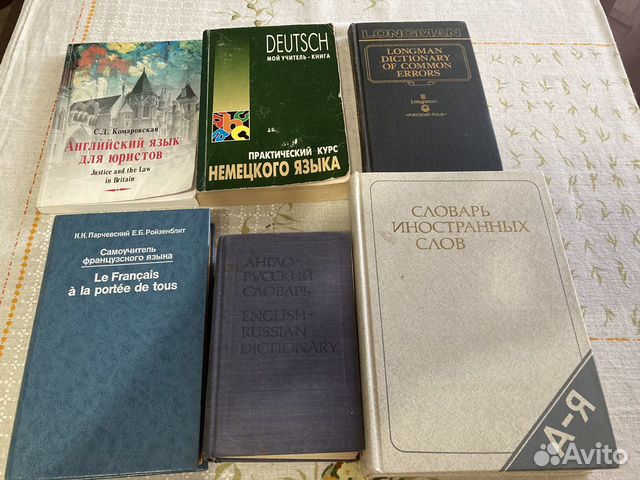 С.Д. Комаровская
Английский язык
для юристов
Justice and the Law
in Britain
DEUTSCH
МОЙ УЧИТЕЛЬ - КНИГА
ПРАКТИЧЕСКИЙ КУРС
НЕМЕЦКОГО ЯЗЫКА
LONGMAN
LONGMAN
DICTIONARY
OF COMMON
ERRORS
Longman
«РУССКИЙ ЯЗЫК»
К.К. Парчевский Е.Б. Ройзенблит
Самоучитель
французского языка
Le Français
à la portée de tous
АНГЛО-
РУССКИЙ
СЛОВАРЬ
ENGLISH-
RUSSIAN
DICTIONARY
СЛОВАРЬ
ИНОСТРАННЫХ
СЛОВ
А-Я
Avito